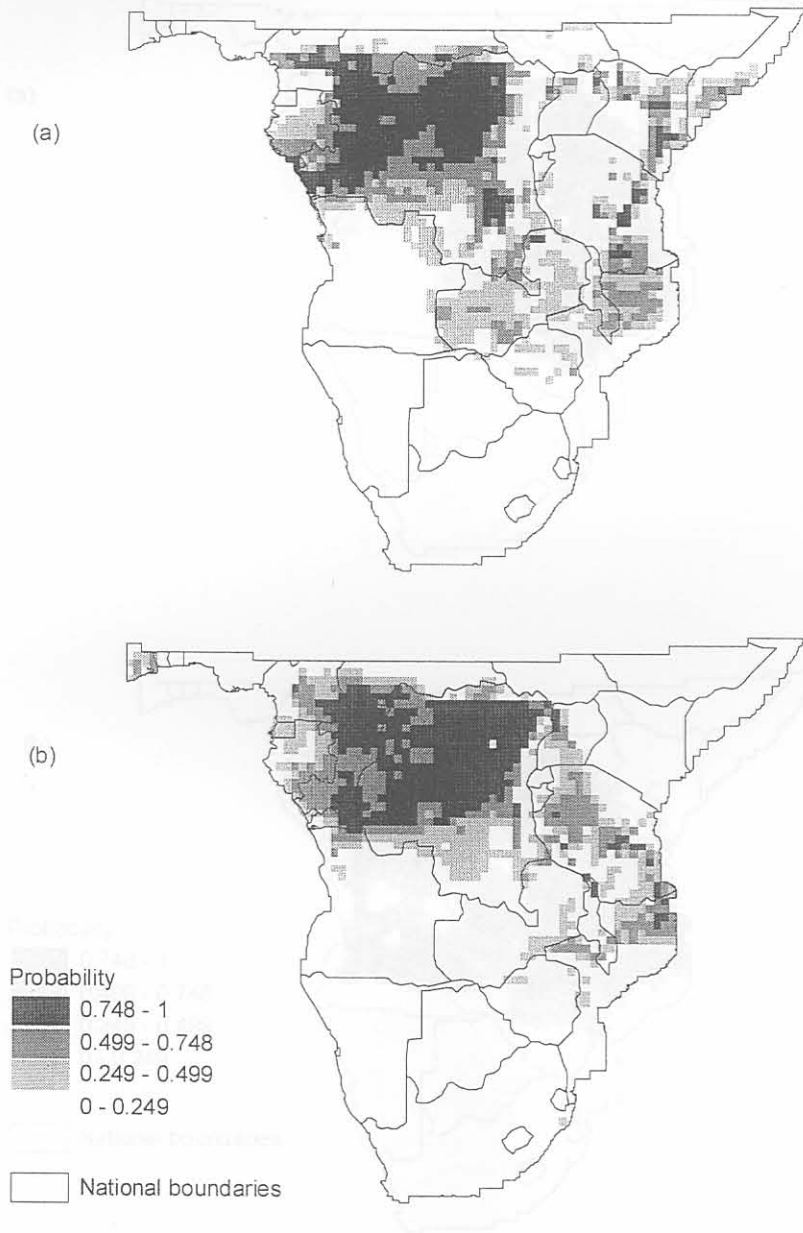 (a)
(b)
Probability
0.748 - 1
0.499 - 0.748
0.249 - 0.499
0 - 0.249
National boundaries